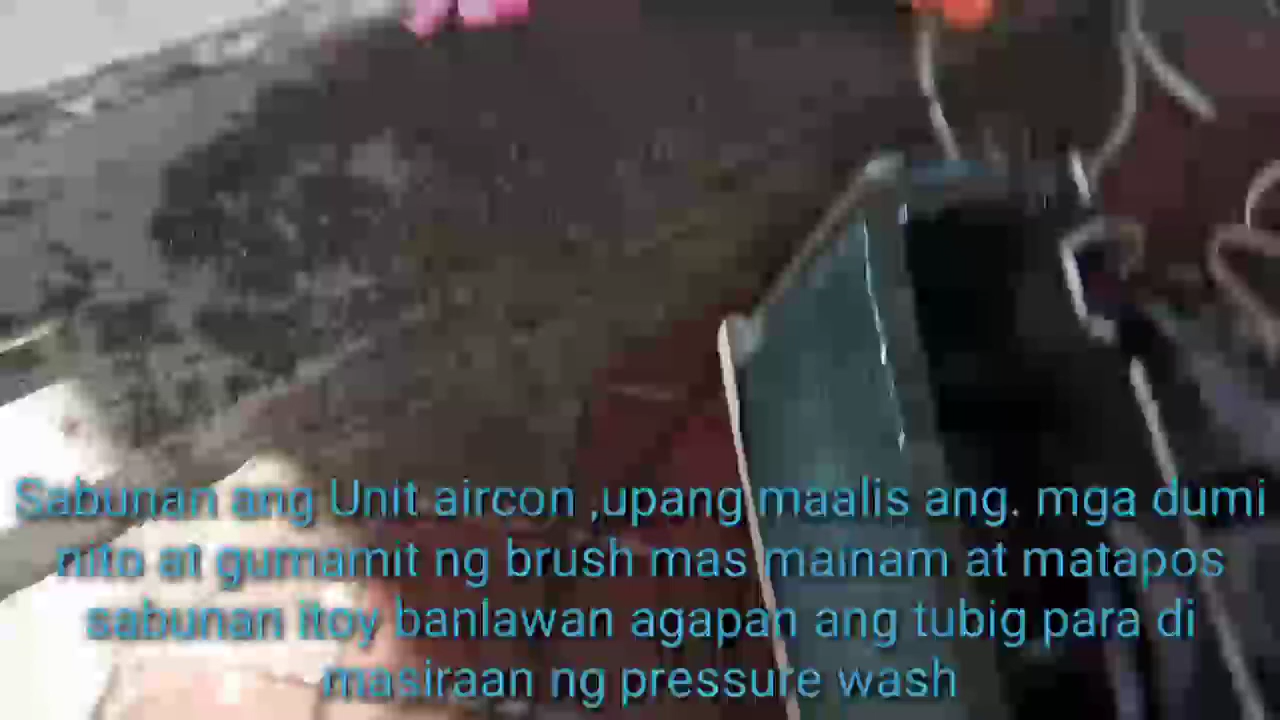 Sabunan ang Unit aircon ,upang maalis ang. mga dumi
nito at gumamit ng brush mas mainam at matapos
sabunan itoy banlawan agapan ang tubig para di
masiraan ng pressure wash